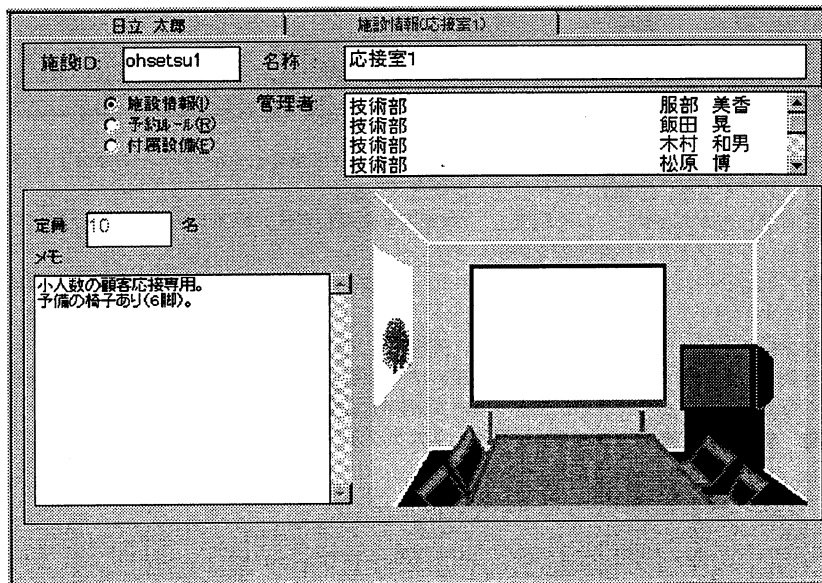 日立 太郎 施設情報(応接室1)
施設ID: ohsetsu1 名称 : 応接室1
施設情報(I) 管理者 技術部 服部 美香
予約ルール(R) 技術部 飯田 晃
付属設備(E) 技術部 木村 和男
技術部 松原 博
定員 10 名
メモ
小人数の顧客応接専用。
予備の椅子あり(6脚)。